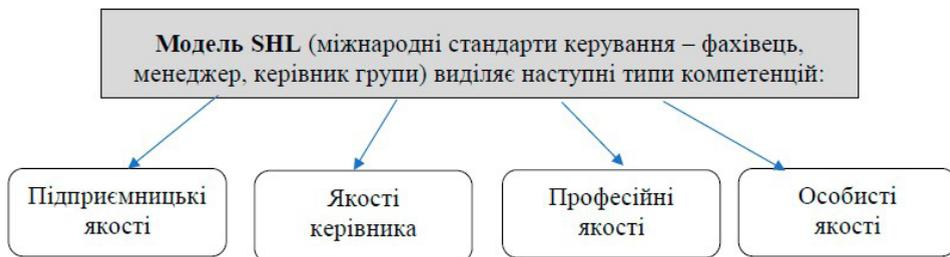 Модель SHL (міжнародні стандарти керування – фахівець,
менеджер, керівник групи) виділяє наступні типи компетенцій:
Підприємницькі
якості
Якості
керівника
Професійні
якості
Особисті
якості